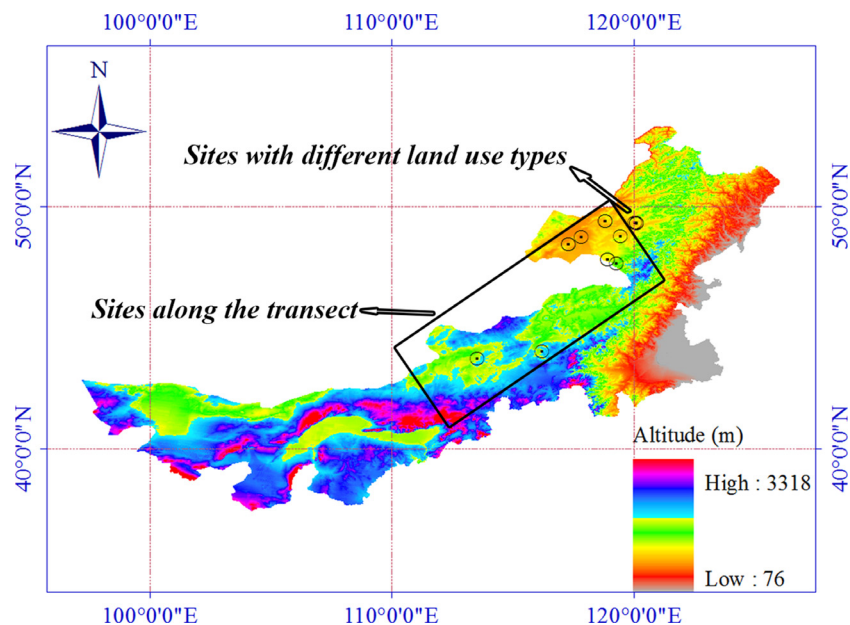 100°0'0"E 110°0'0"E 120°0'0"E
N
Sites with different land use types
50°0'0"N 50°0'0"N
Sites along the transect
40°0'0"N 40°0'0"N
Altitude (m)
High : 3318
Low : 76
100°0'0"E 110°0'0"E 120°0'0"E